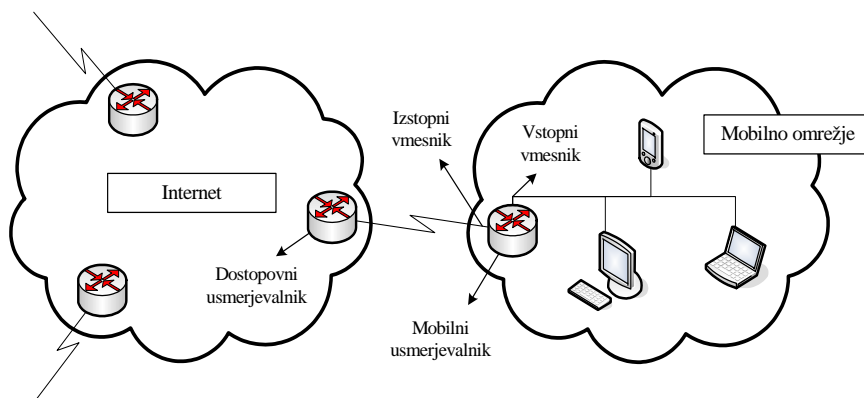 Izstopni
vmesnik
Vstopni
vmesnik
Mobilno omrežje
Internet
Dostopovni
usmerjevalnik
Mobilni
usmerjevalnik